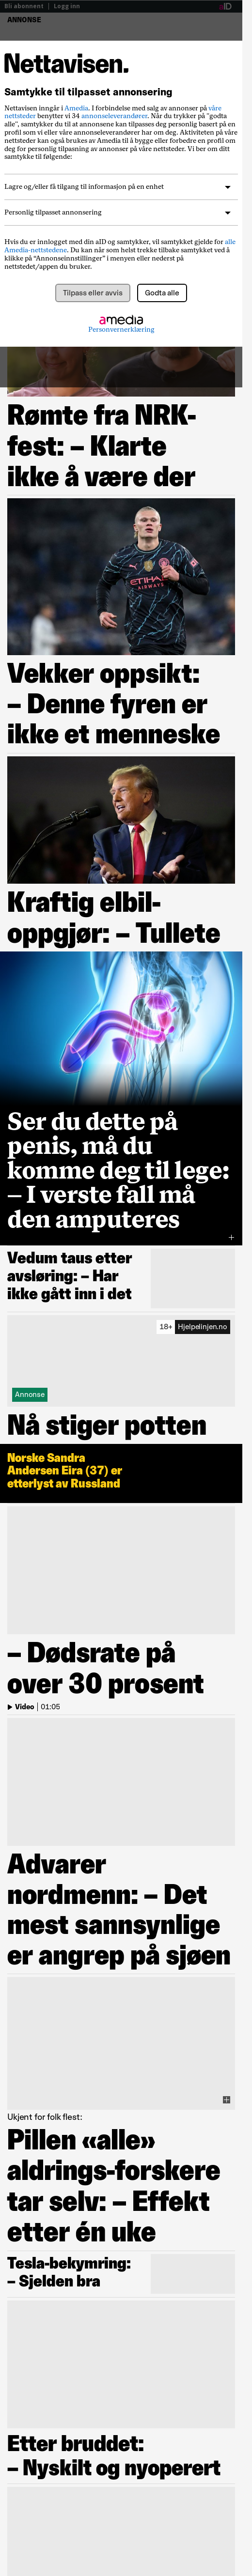 Bli abonnent | Logg inn
aID
ANNONSE
Nettavisen.
Samtykke til tilpasset annonsering
Nettavisen inngår i Amedia. I forbindelse med salg av annonser på våre
nettsteder benytter vi 34 annonseleverandører. Når du trykker på "godta
alle", samtykker du til at annonsene kan tilpasses deg personlig basert på en
profil som vi og/eller våre annonseleverandører har om deg. Aktiviteten på våre
nettsteder kan også brukes av Amedia til å bygge eller forbedre en profil om
deg for personlig tilpasning av annonser på våre nettsteder. Vi ber om ditt
samtykke til følgende:
Lagre og/eller få tilgang til informasjon på en enhet
Personlig tilpasset annonsering
Hvis du er innlogget med din aID og samtykker, vil samtykket gjelde for alle
Amedia-nettstedene. Du kan når som helst trekke tilbake samtykket ved å
klikke på “Annonseinnstillinger” i menyen eller nederst på
nettstedet/appen du bruker.
Tilpass eller avvis
Godta alle
amedia
Personvernerklæring
Rømte fra NRK-
fest: – Klarte
ikke å være der
ETIHAD
AIRWAYS
Vekker oppsikt:
– Denne fyren er
ikke et menneske
Kraftig elbil-
oppgjør: – Tullete
Ser du dette på
penis, må du
komme deg til lege:
– I verste fall må
den amputeres
Vedum taus etter
avsløring: – Har
ikke gått inn i det
18+ Hjelpelinjen.no
Annonse
Nå stiger potten
Norske Sandra
Andersen Eira (37) er
etterlyst av Russland
– Dødsrate på
over 30 prosent
Video | 01:05
Advarer
nordmenn: – Det
mest sannsynlige
er angrep på sjøen
Ukjent for folk flest:
Pillen «alle»
aldrings-forskere
tar selv: – Effekt
etter én uke
Tesla-bekymring:
– Sjelden bra
Etter bruddet:
– Nyskilt og nyoperert